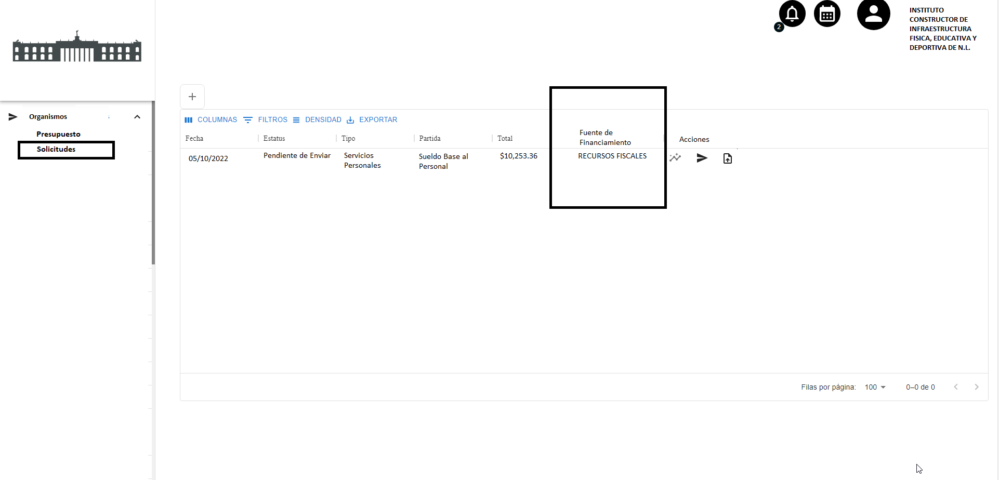 2
INSTITUTO
CONSTRUCTOR DE
INFRAESTRUCTURA
FISICA, EDUCATIVA Y
DEPORTIVA DE N.L.
Organismos
Presupuesto
Solicitudes
COLUMNAS FILTROS DENSIDAD EXPORTAR
Fecha Estatus Tipo Partida Total Fuente de
Financiamiento Acciones
05/10/2022 Pendiente de Enviar Servicios
Personales Sueldo Base al
Personal $10,253.36 RECURSOS FISCALES
Filas por página: 100 0–0 de 0